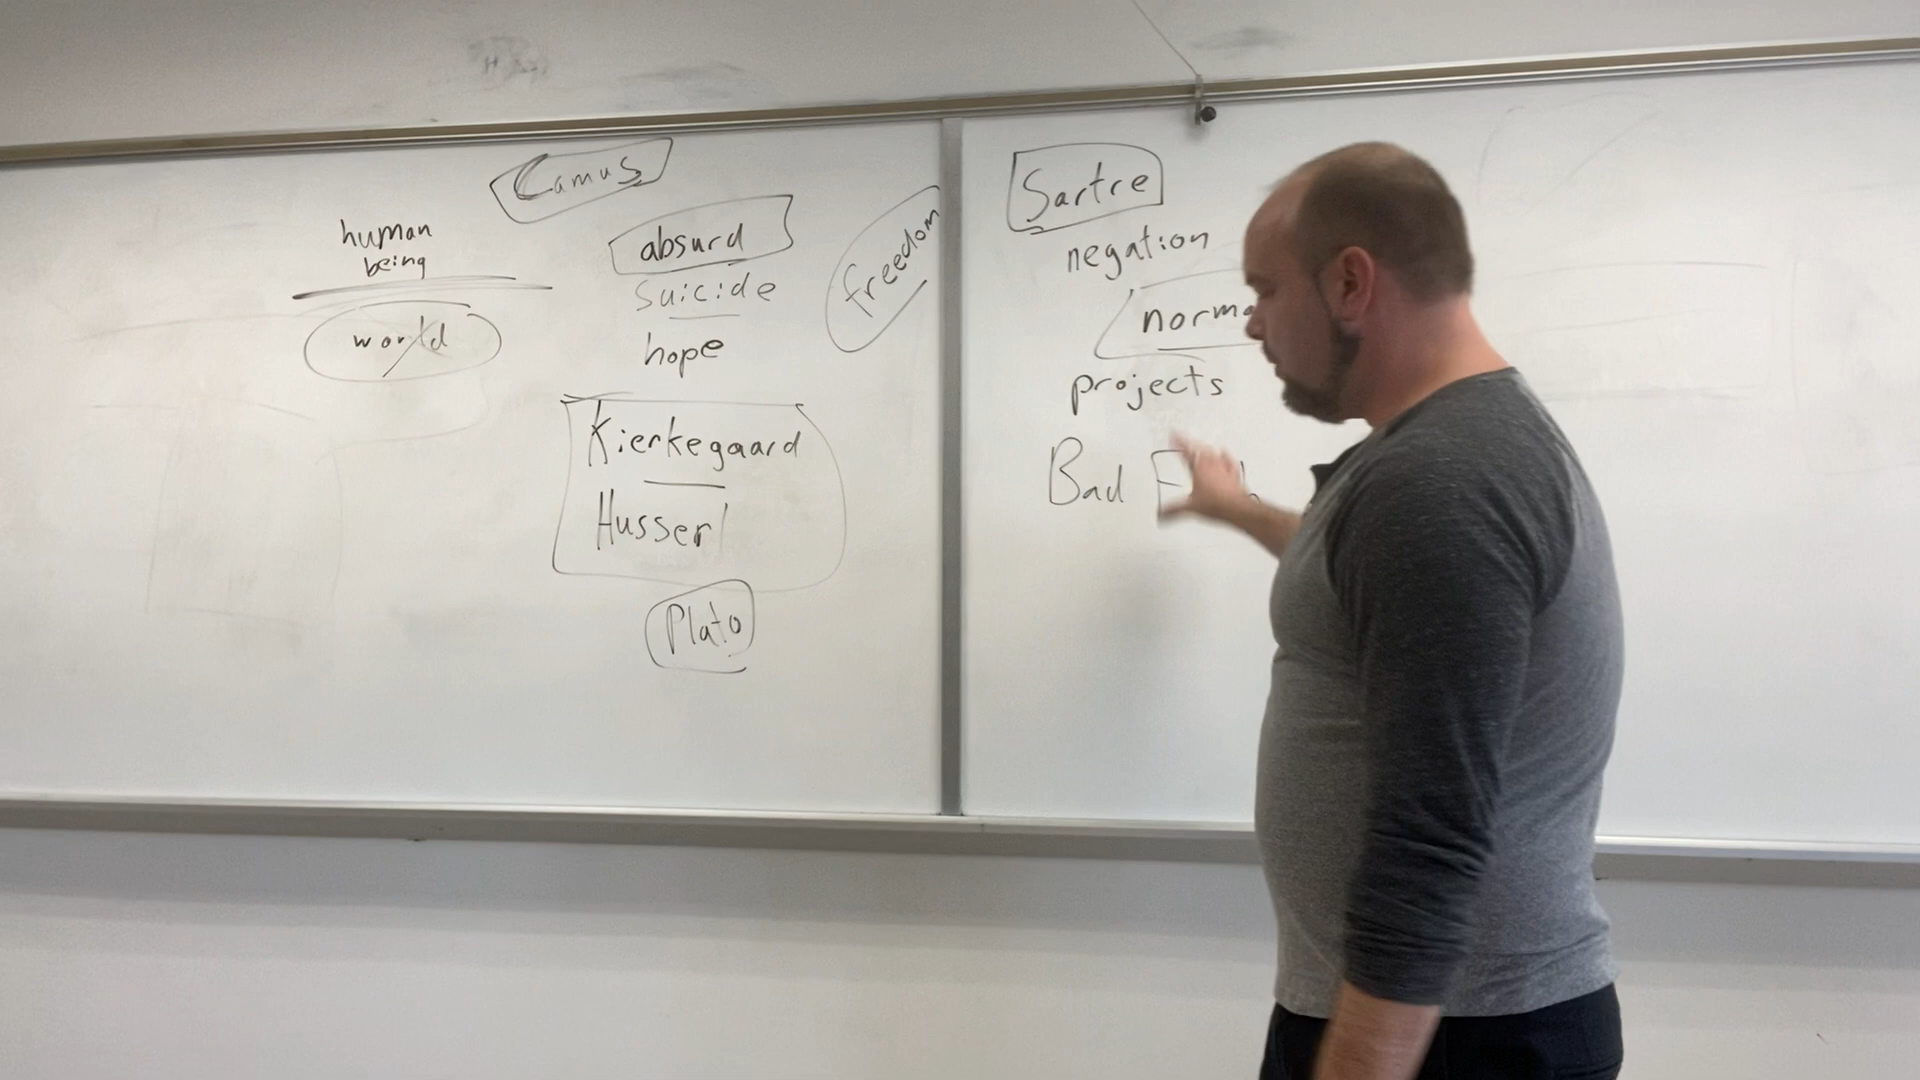 Camus
human
being
world
absurd
suicide
hope
Kierkegaard
Husserl
Plato
freedom
Sartre
negation
projects
Bad